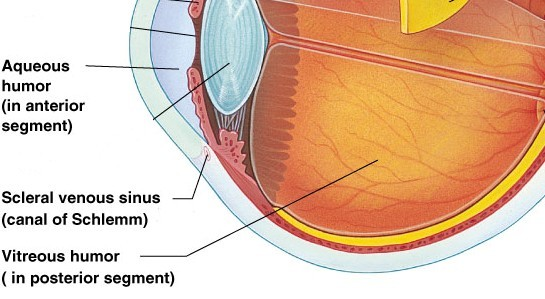 Aqueous
humor
(in anterior
segment)
Scleral venous sinus
(canal of Schlemm)
Vitreous humor
( in posterior segment)